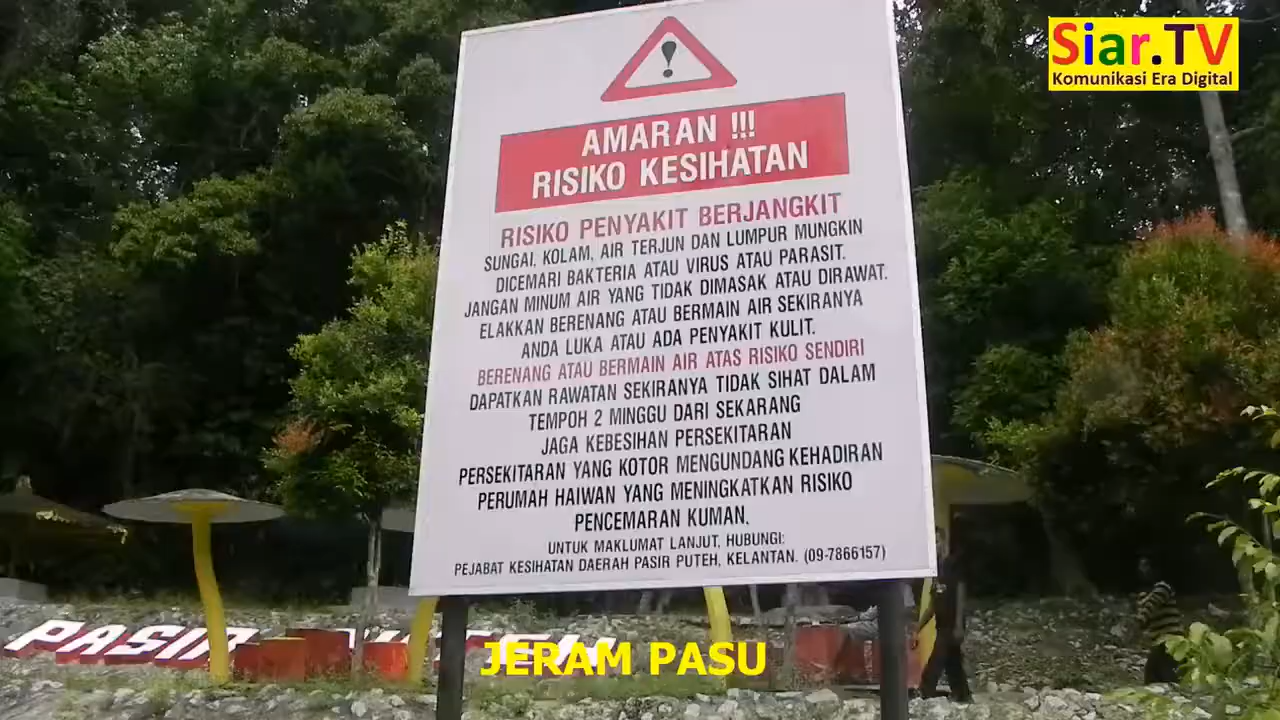 Siar.TV
Komunikasi Era Digital
AMARAN !!!
RISIKO KESIHATAN
RISIKO PENYAKIT BERJANGKIT
SUNGAI, KOLAM, AIR TERJUN DAN LUMPUR MUNGKIN
DICEMARI BAKTERIA ATAU VIRUS ATAU PARASIT.
JANGAN MINUM AIR YANG TIDAK DIMASAK ATAU DIRAWAT.
ELAKKAN BERENANG ATAU BERMAIN AIR SEKIRANYA
ANDA LUKA ATAU ADA PENYAKIT KULIT.
BERENANG ATAU BERMAIN AIR ATAS RISIKO SENDIRI
DAPATKAN RAWATAN SEKIRANYA TIDAK SIHAT DALAM
TEMPOH 2 MINGGU DARI SEKARANG
JAGA KEBESIHAN PERSEKITARAN
PERSEKITARAN YANG KOTOR MENGUNDANG KEHADIRAN
PERUMAH HAIWAN YANG MENINGKATKAN RISIKO
PENCEMARAN KUMAN.
UNTUK MAKLUMAT LANJUT, HUBUNGI:
PEJABAT KESIHATAN DAERAH PASIR PUTEH, KELANTAN. (09-7866157)
PASIR
JERAM PASU